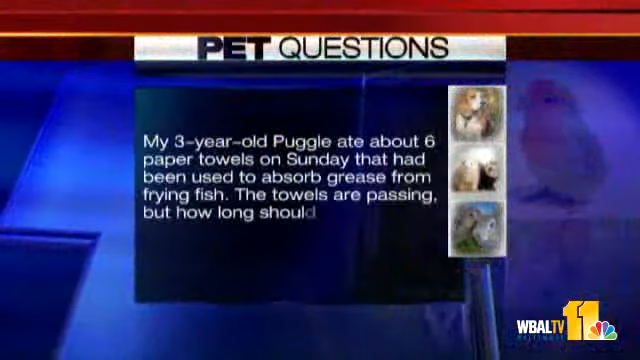 PET QUESTIONS
My 3-year-old Puggle ate about 6
paper towels on Sunday that had
been used to absorb grease from
frying fish. The towels are passing,
but how long should
WBALTV 11